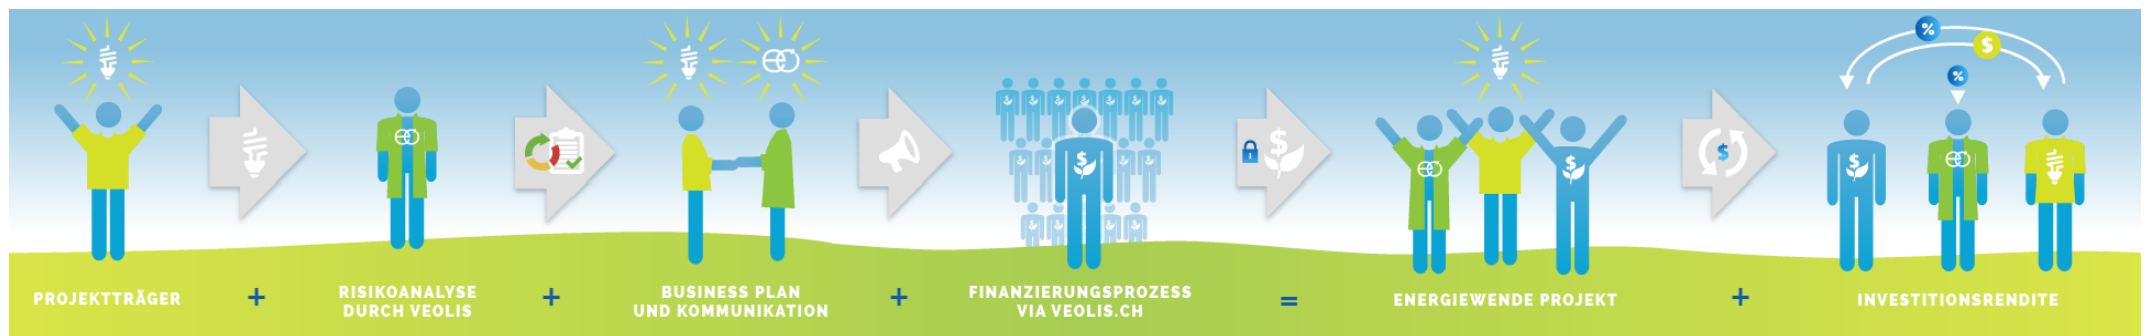 PROJEKTTRÄGER
+
RISIKOANALYSE
DURCH VEOLIS
+
BUSINESS PLAN
UND KOMMUNIKATION
+
FINANZIERUNGSPROZESS
VIA VEOLIS.CH
=
ENERGIEWENDE PROJEKT
+
INVESTITIONSRENDITE